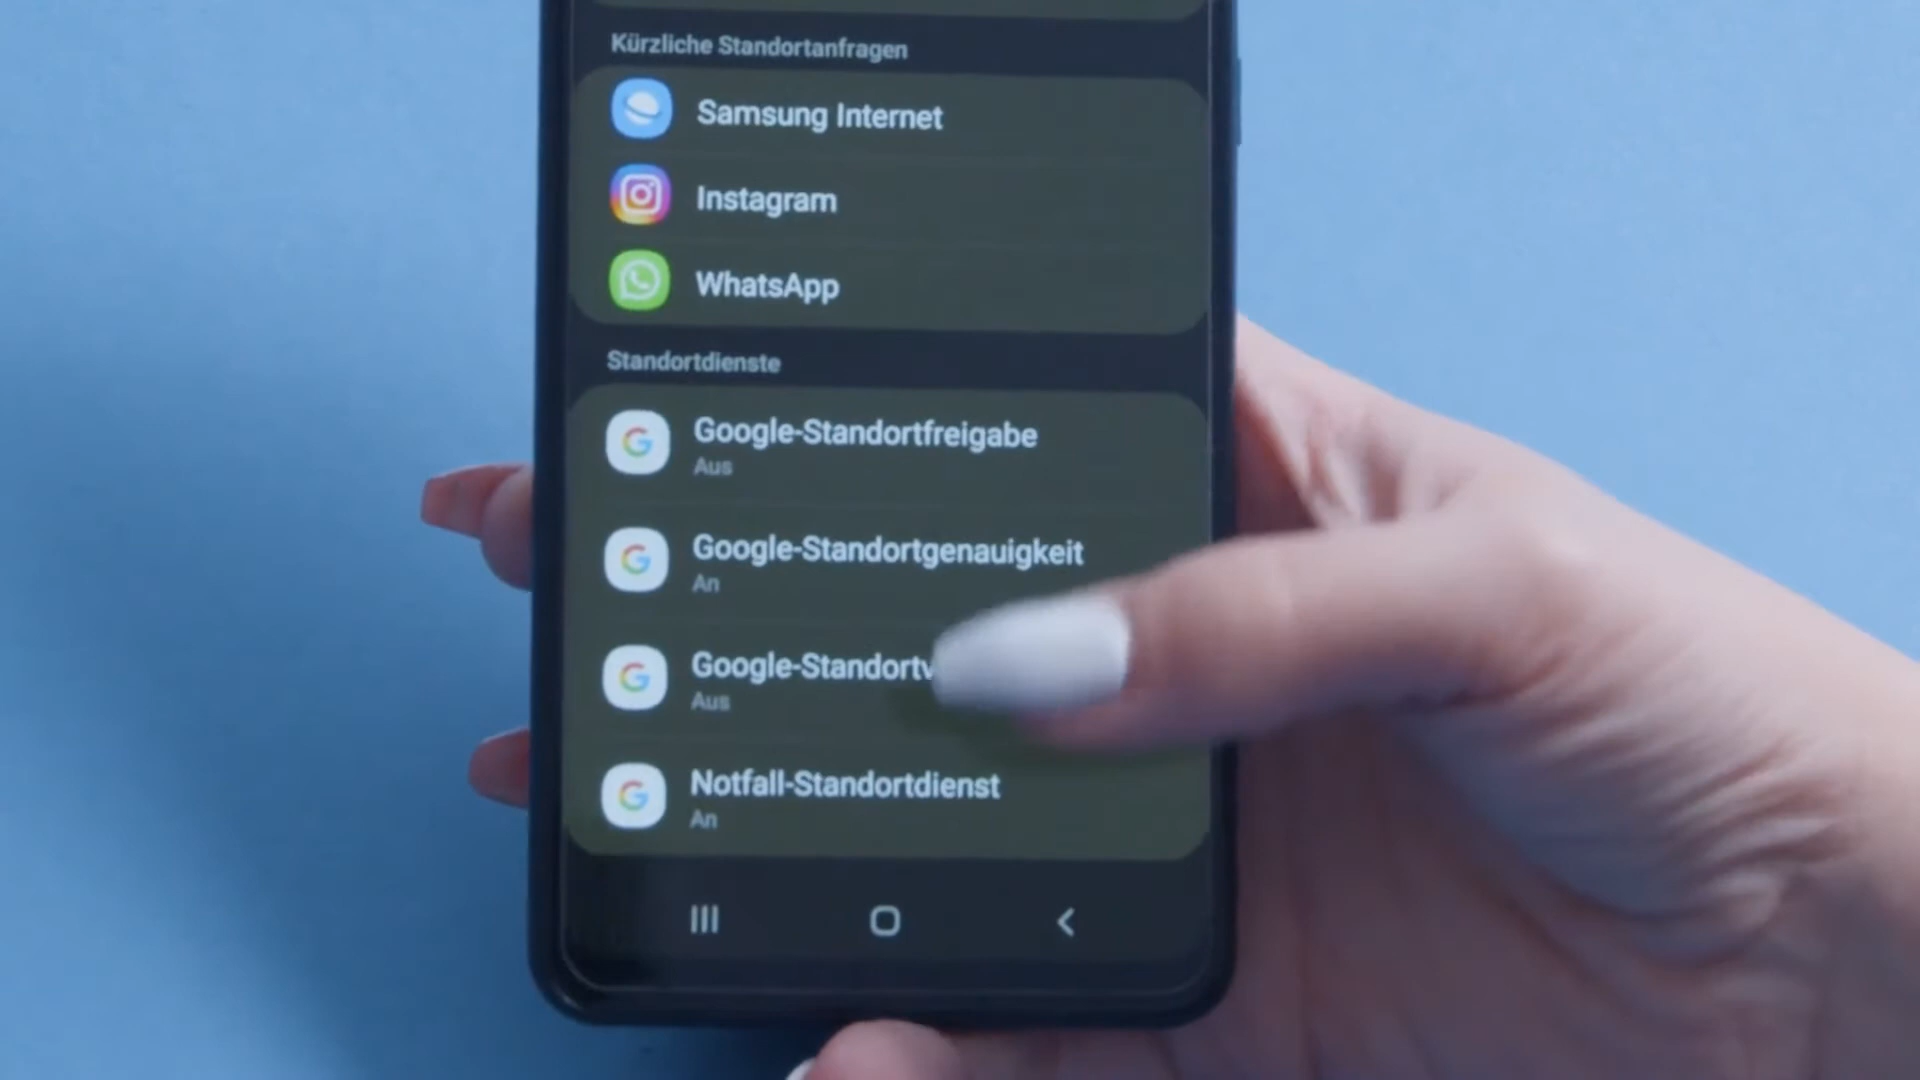 Kürzliche Standortanfragen
Samsung Internet
Instagram
WhatsApp
Standortdienste
Google-Standortfreigabe
Aus
Google-Standortgenauigkeit
An
Aus
Notfall-Standortdienst
An